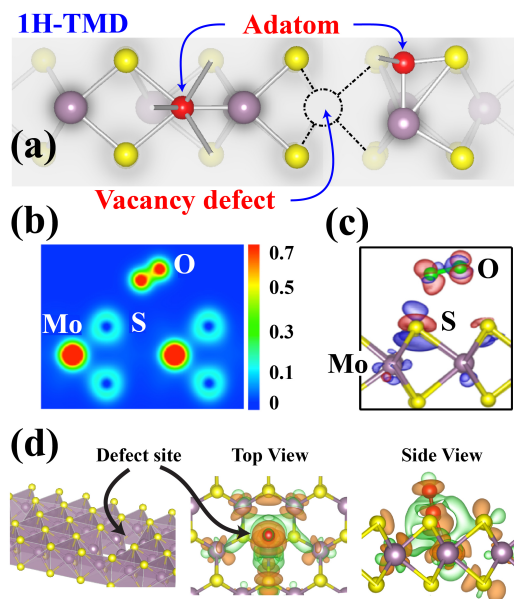 1H-TMD
Adatom
(a)
Vacancy defect
(b)
(c)
O
Mo
S
0.7
0.5
0.3
0.1
0
O
S
Mo
(d)
Defect site
Top View
Side View